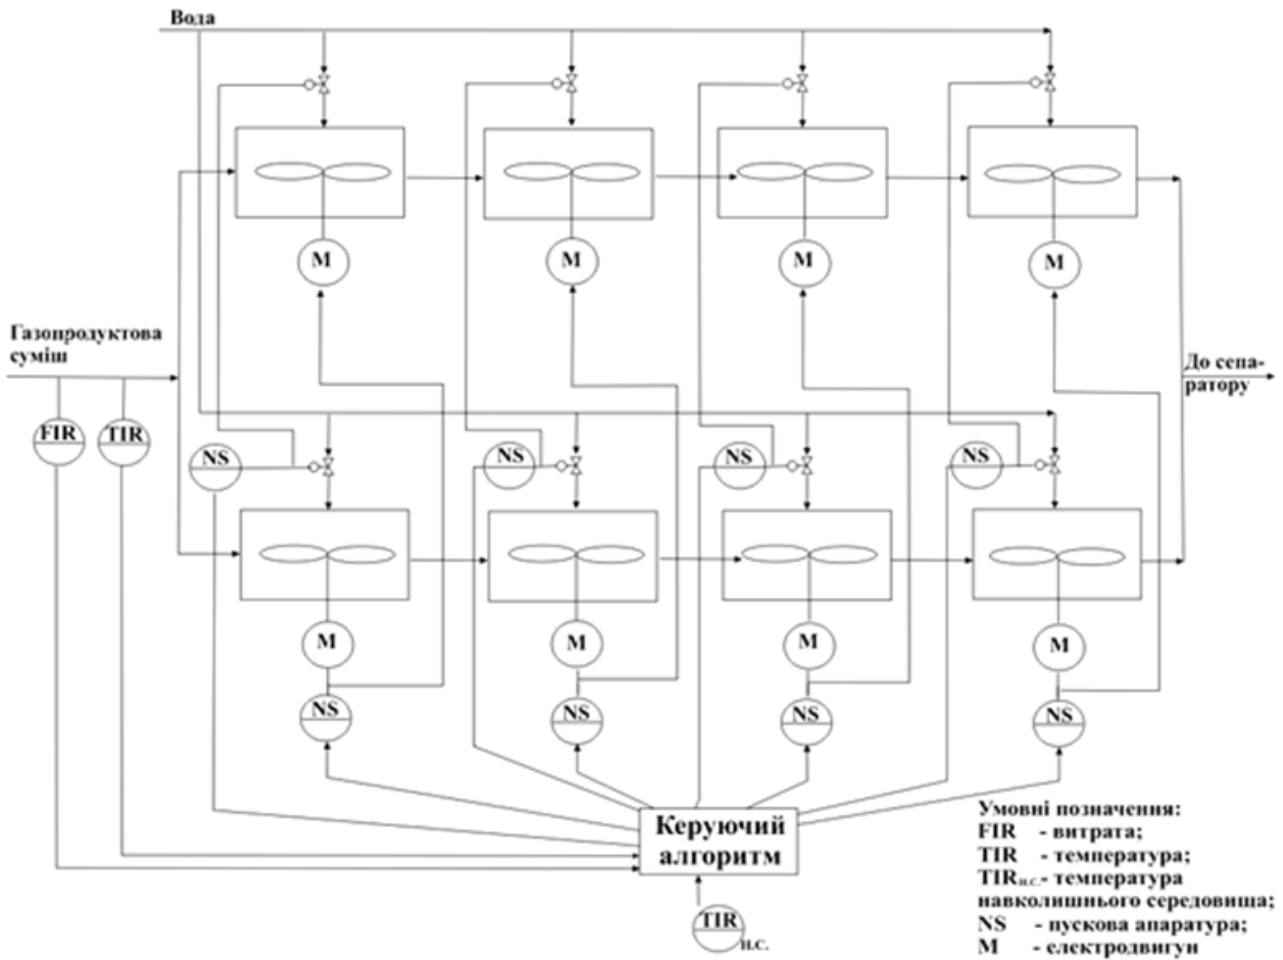 Вода
M M M M
Газопродуктова
суміш
До сепа-
ратору
FIR TIR
NS NS NS NS
M M M M
NS NS NS NS
Керуючий
алгоритм
TIR
н.с.
Умовні позначення:
FIR - витрата;
TIR - температура;
TIRн.с.- температура
навколишнього середовища;
NS - пускова апаратура;
M - електродвигун